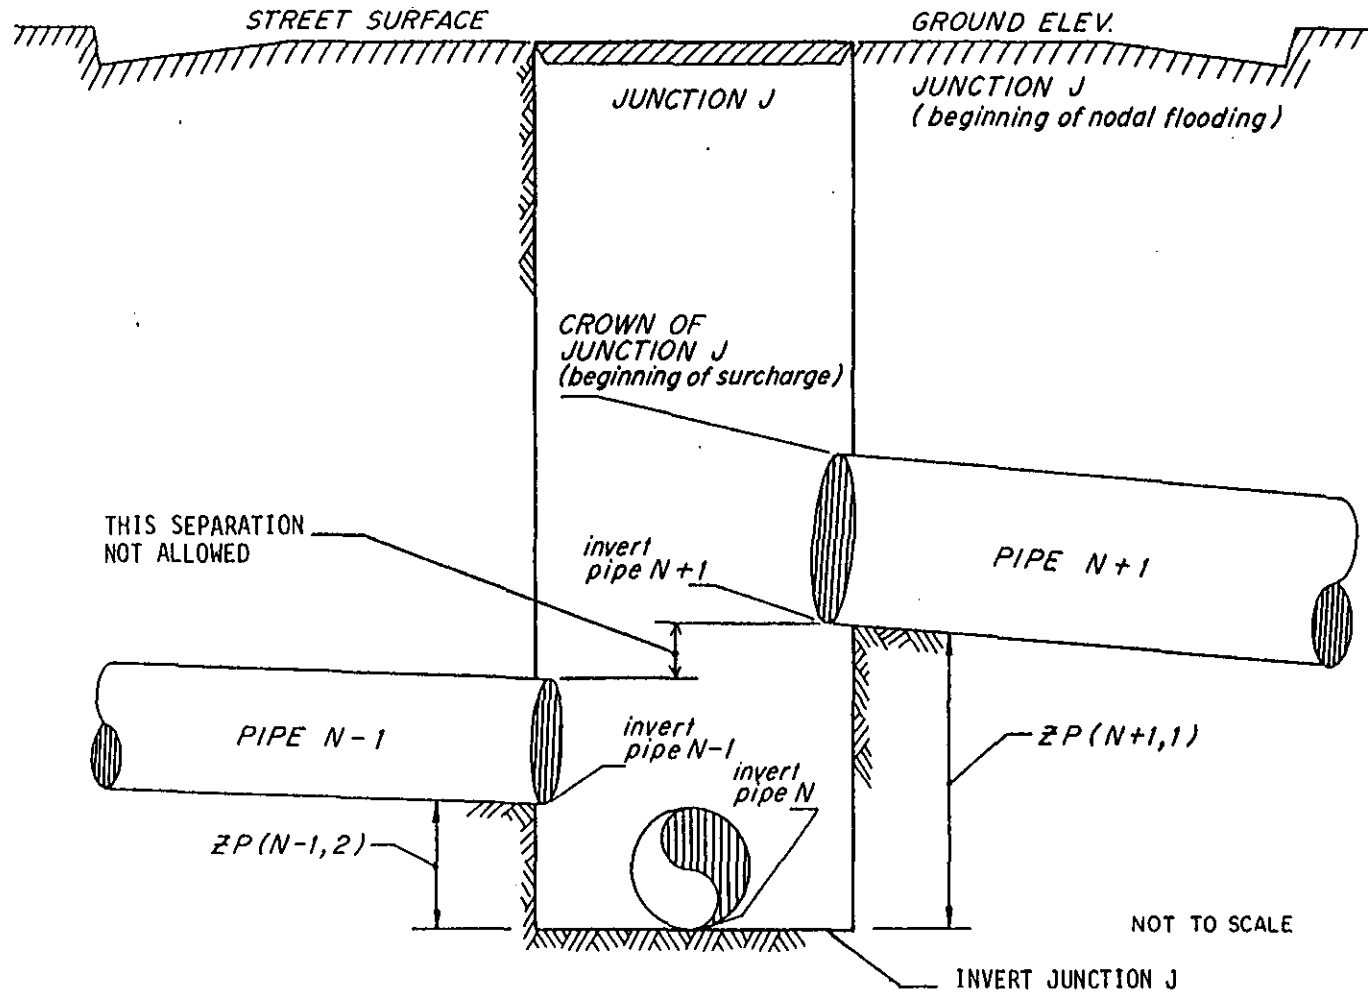 STREET SURFACE
GROUND ELEV.
JUNCTION J
JUNCTION J
(beginning of nodal flooding)
CROWN OF
JUNCTION J
(beginning of surcharge)
THIS SEPARATION
NOT ALLOWED
invert
pipe N+1
PIPE N+1
PIPE N-1
invert
pipe N-1
invert
pipe N
ZP(N+1,1)
ZP(N-1,2)
NOT TO SCALE
INVERT JUNCTION J